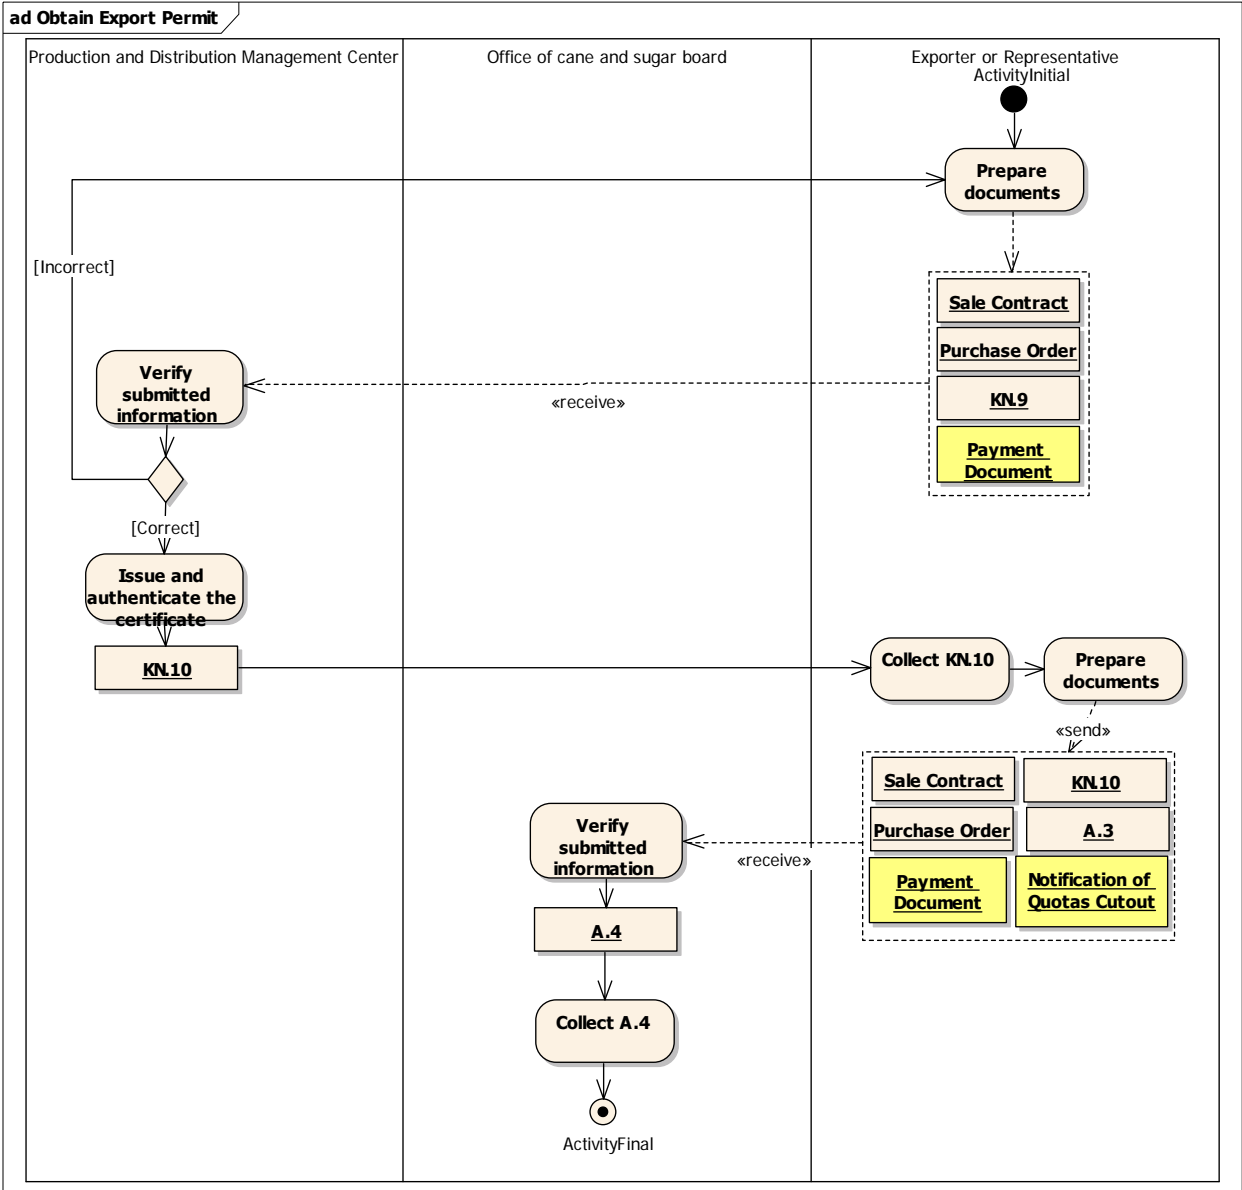 ad Obtain Export Permit
Production and Distribution Management Center
Office of cane and sugar board
Exporter or Representative
ActivityInitial
Prepare
documents
[Incorrect]
Sale Contract
Purchase Order
KN.9
Payment
Document
Verify
submitted
information
«receive»
[Correct]
Issue and
authenticate the
certificate
KN.10
Collect KN.10
Prepare
documents
«send»
Sale Contract
KN.10
Purchase Order
A.3
Payment
Document
Notification of
Quotas Cutout
«receive»
Verify
submitted
information
A.4
Collect A.4
ActivityFinal